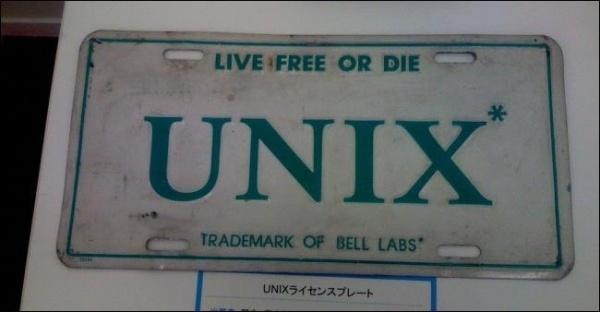 LIVE FREE OR DIE
UNIX*
TRADEMARK OF BELL LABS*
UNIXライセンスプレート